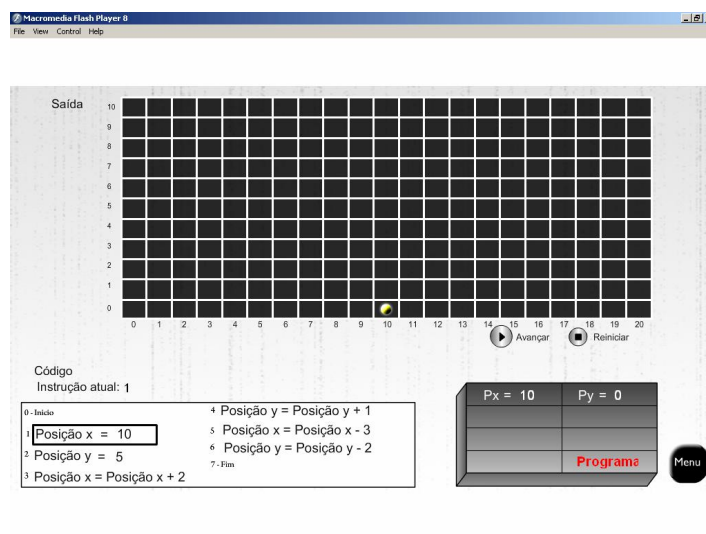 Macromedia Flash Player 8
File View Control Help
Saída
10
9
8
7
6
5
4
3
2
1
0
0 1 2 3 4 5 6 7 8 9 10 11 12 13 14 15 16 17 18 19 20
Avançar Reiniciar
Código
Instrução atual: 1
0 - Inicio
1 Posição x = 10
2 Posição y = 5
3 Posição x = Posição x + 2
4 Posição y = Posição y + 1
5 Posição x = Posição x - 3
6 Posição y = Posição y - 2
7 - Fim
Px = 10 Py = 0
Programa
Menu